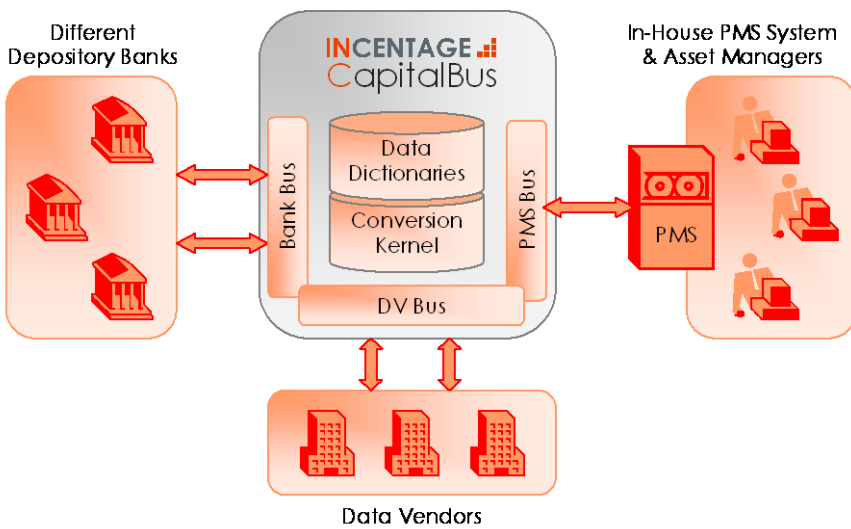 Different
Depository Banks
INCENTAGE
CapitalBus
In-House PMS System
& Asset Managers
Bank Bus
Data
Dictionaries
Conversion
Kernel
PMS Bus
PMS
DV Bus
Data Vendors